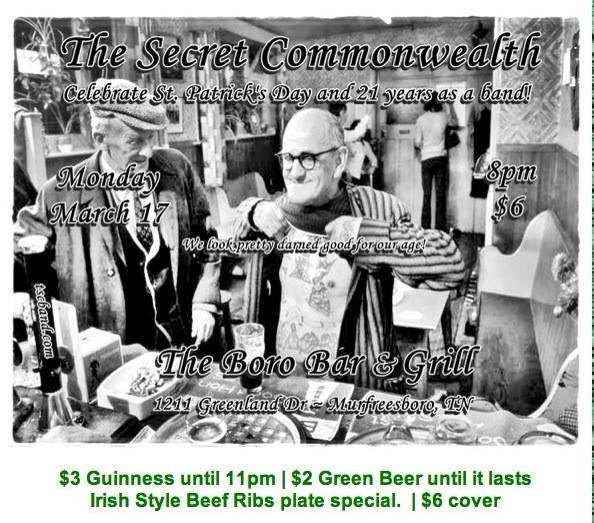 The Secret Commonwealth
Celebrate St. Patrick's Day and 21 years as a band!
Monday
March 17
8pm
$6
We look pretty darned good for our age!
tscband.com
The Boro Bar & Grill
1211 Greenland Dr ~ Murfreesboro, TN
$3 Guinness until 11pm | $2 Green Beer until it lasts
Irish Style Beef Ribs plate special. | $6 cover